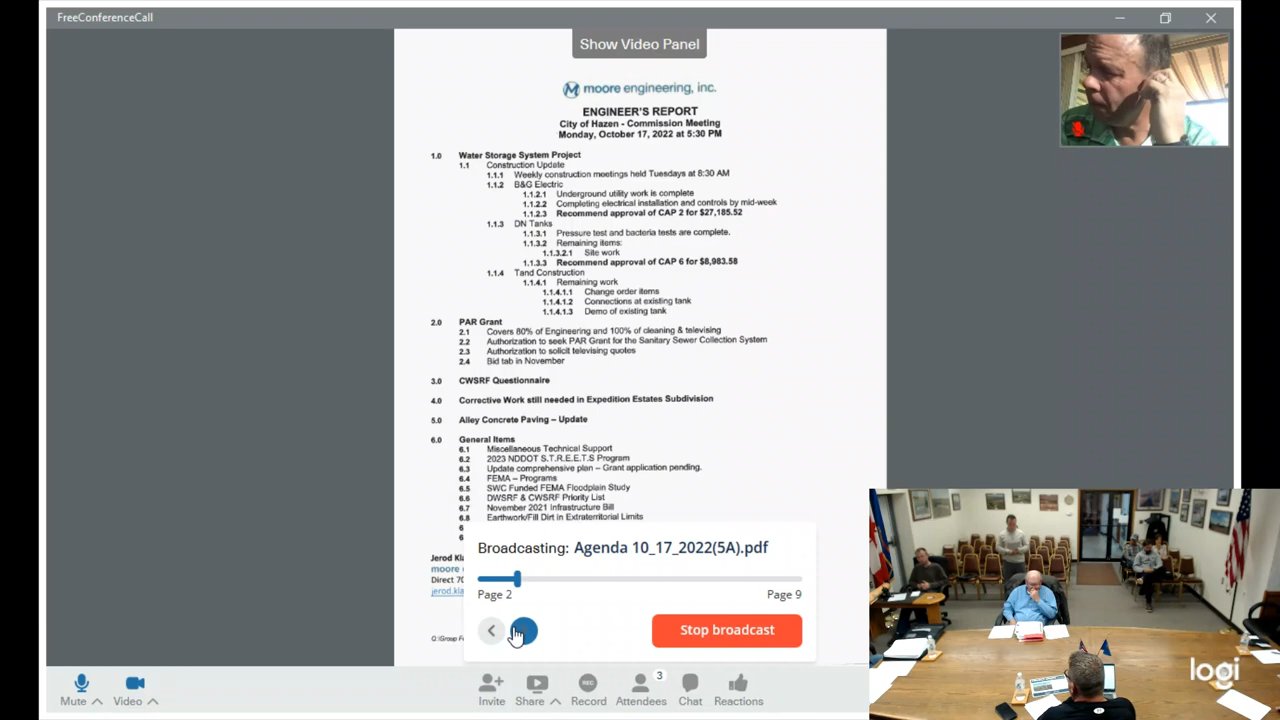 FreeConferenceCall
Show Video Panel
moore engineering, inc.
ENGINEER'S REPORT
City of Hazen - Commission Meeting
Monday, October 17, 2022 at 5:30 PM
1.0 Water Storage System Project
1.1 Construction Update
1.1.1 Weekly construction meetings held Tuesdays at 8:30 AM
1.1.2 B&G Electric
1.1.2.1 Underground utility work is complete
1.1.2.2 Completing electrical installation and controls by mid-week
1.1.2.3 Recommend approval of CAP 2 for $27,185.52
1.1.3 DN Tanks
1.1.3.1 Pressure test and bacteria tests are complete.
1.1.3.2 Remaining items:
1.1.3.2.1 Site work
1.1.3.3 Recommend approval of CAP 6 for $8,983.58
1.1.4 Tand Construction
1.1.4.1 Remaining work
1.1.4.1.1 Change order items
1.1.4.1.2 Connections at existing tank
1.1.4.1.3 Demo of existing tank
2.0 PAR Grant
2.1 Covers 80% of Engineering and 100% of cleaning & televising
2.2 Authorization to seek PAR Grant for the Sanitary Sewer Collection System
2.3 Authorization to solicit televising quotes
2.4 Bid tab in November
3.0 CWSRF Questionnaire
4.0 Corrective Work still needed in Expedition Estates Subdivision
5.0 Alley Concrete Paving – Update
6.0 General Items
6.1 Miscellaneous Technical Support
6.2 2023 NDDOT S.T.R.E.E.T.S Program
6.3 Update comprehensive plan – Grant application pending.
6.4 FEMA – Programs
6.5 SWC Funded FEMA Floodplain Study
6.6 DWSRF & CWSRF Priority List
6.7 November 2021 Infrastructure Bill
6.8 Earthwork/Fill Dirt in Extraterritorial Limits
6
6
Jerod Kla
moore
Direct 70
jerod.kla
Broadcasting: Agenda 10_17_2022(5A).pdf
Page 2 Page 9
Stop broadcast
3
Mute Video Invite Share Record Attendees Chat Reactions
REC
logi